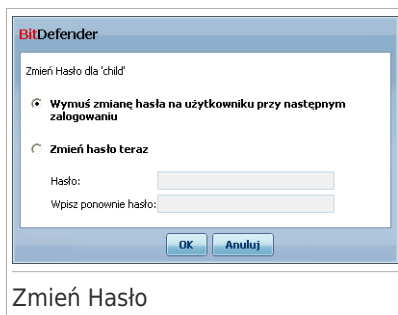 BitDefender
Zmień Hasło dla 'child'
Wymuś zmianę hasła na użytkowniku przy następnym
zalogowaniu
Zmień hasło teraz
Hasło:
Wpisz ponownie hasło:
OK Anuluj
Zmień Hasło